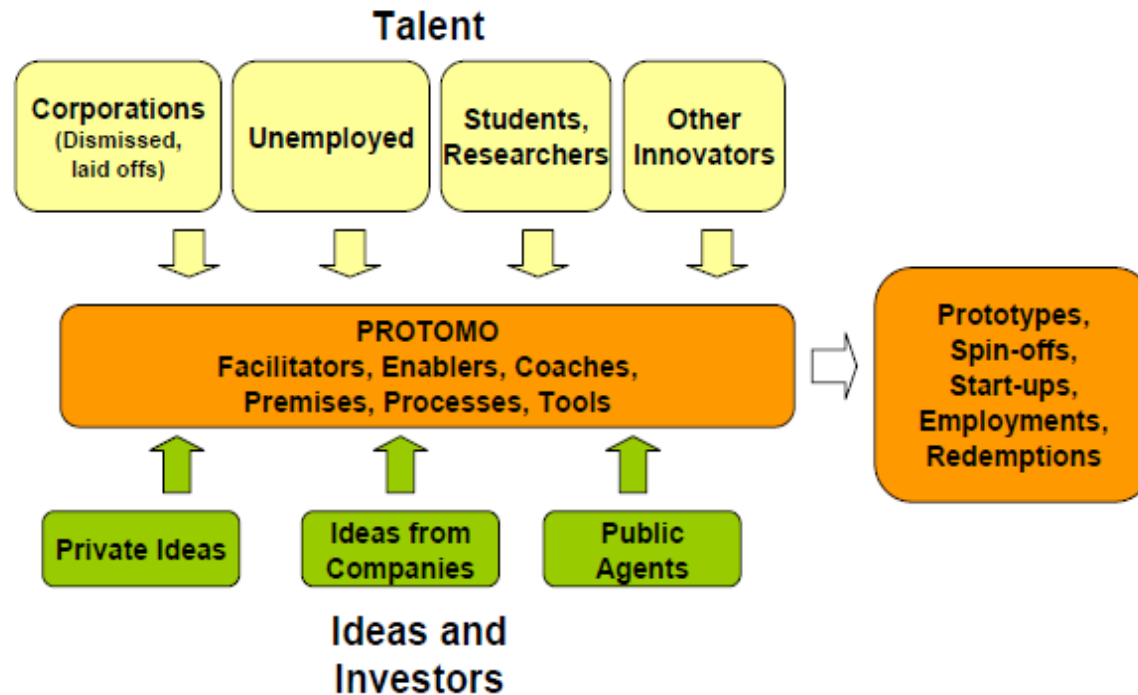 Talent
Corporations
(Dismissed,
laid offs)
Unemployed
Students,
Researchers
Other
Innovators
PROTOMO
Facilitators, Enablers, Coaches,
Premises, Processes, Tools
Prototypes,
Spin-offs,
Start-ups,
Employments,
Redemptions
Private Ideas
Ideas from
Companies
Public
Agents
Ideas and
Investors